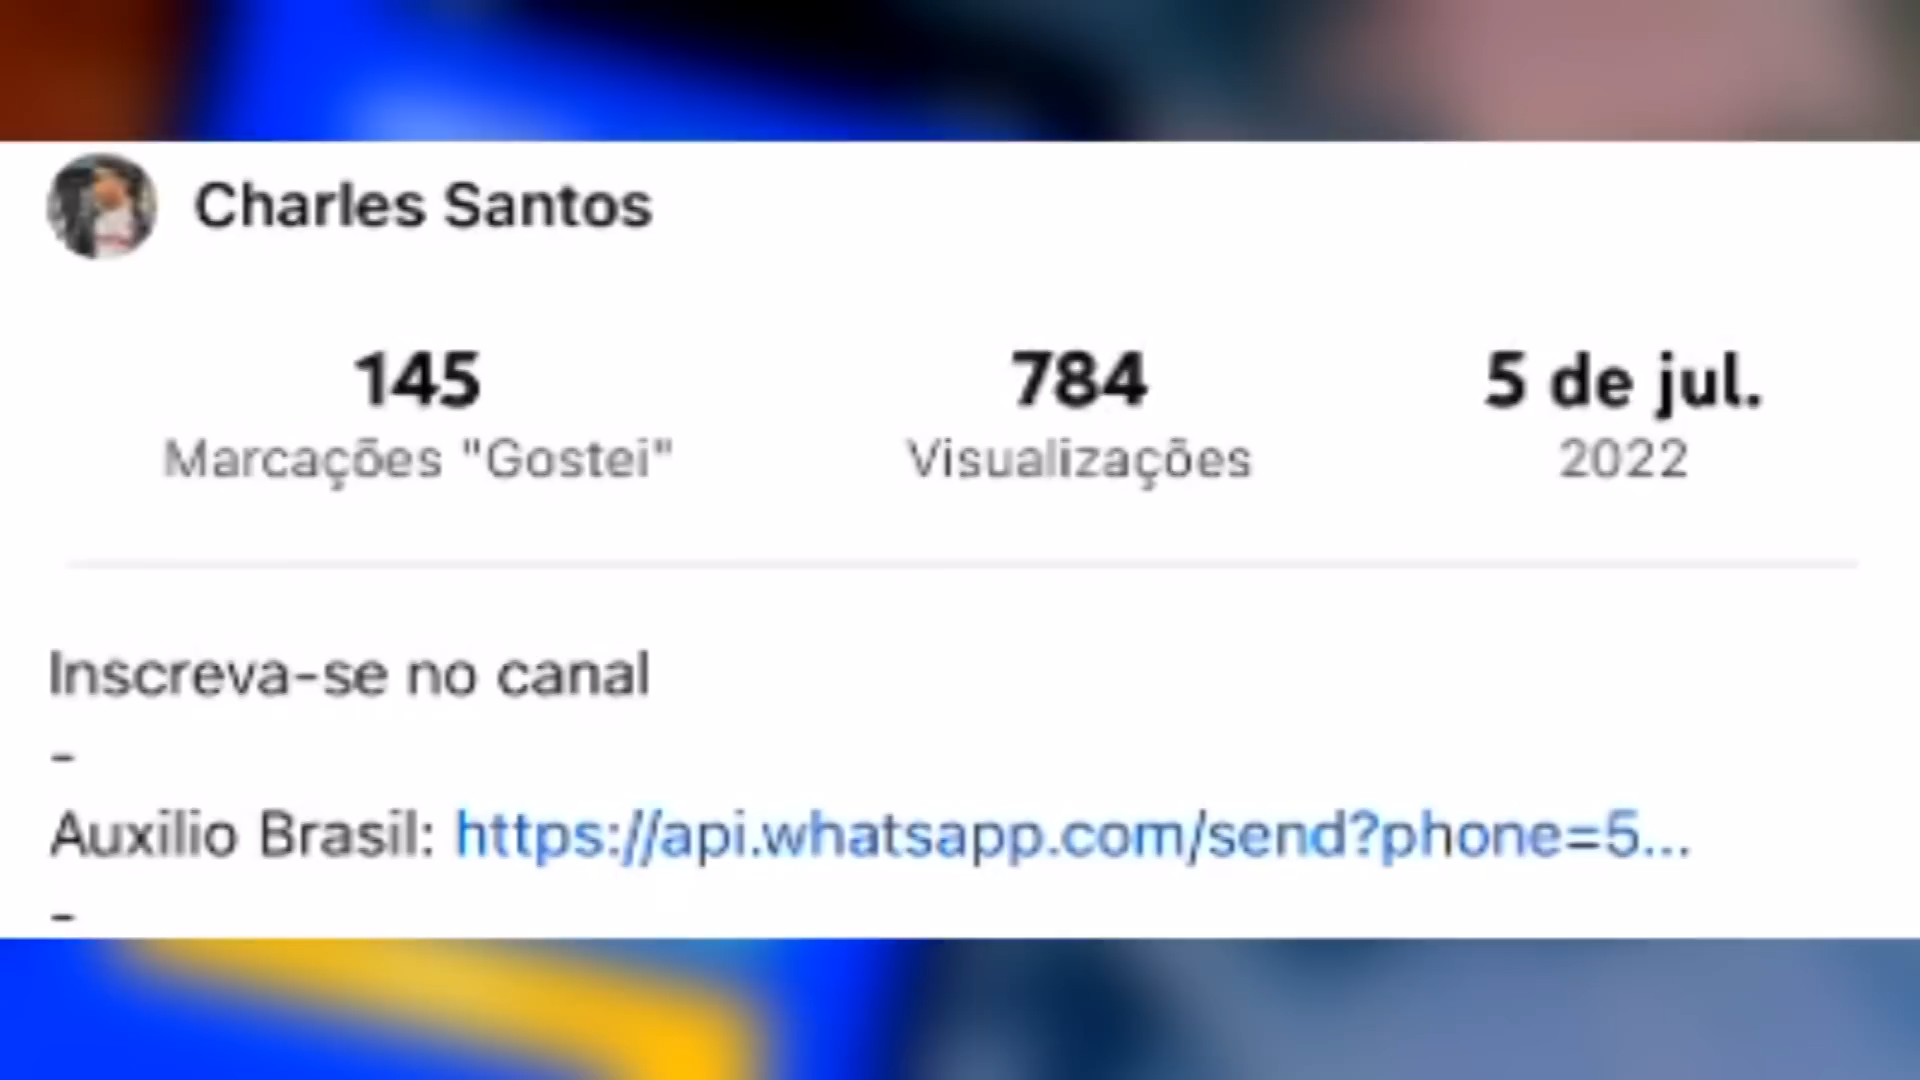 Charles Santos
145
Marcações "Gostei"
784
Visualizações
5 de jul.
2022
Inscreva-se no canal
-
Auxilio Brasil: https://api.whatsapp.com/send?phone=5...
-